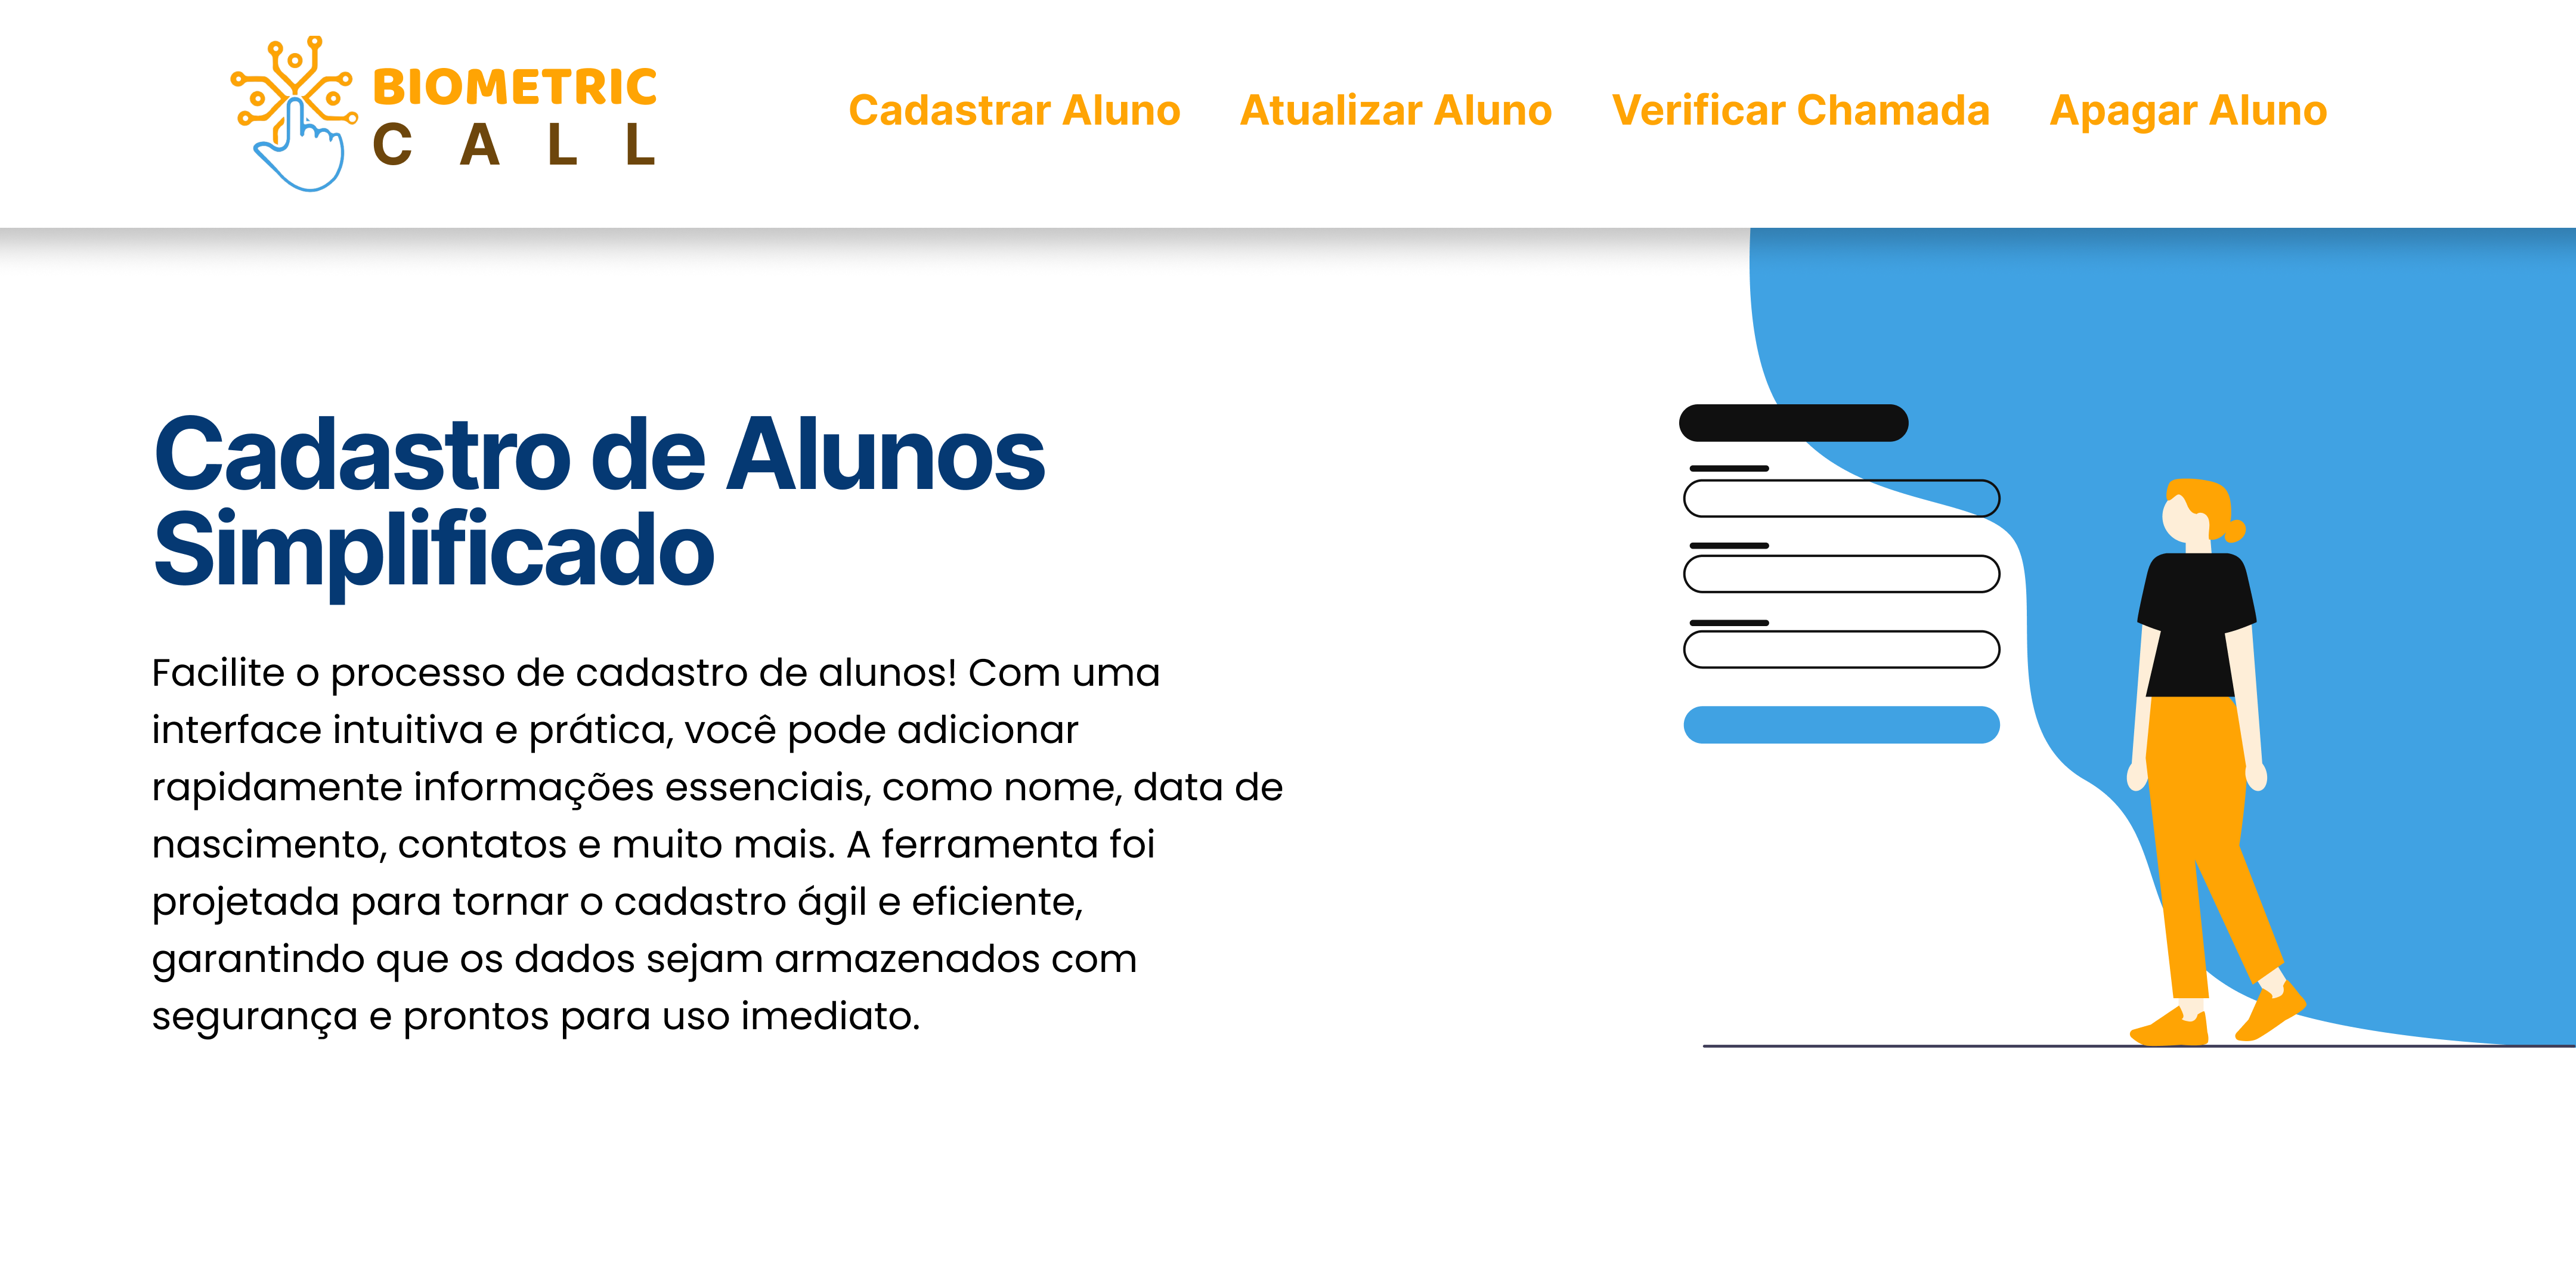 BIOMETRIC
CALL
Cadastrar Aluno
Atualizar Aluno
Verificar Chamada
Apagar Aluno
Cadastro de Alunos
Simplificado
Facilite o processo de cadastro de alunos! Com uma
interface intuitiva e prática, você pode adicionar
rapidamente informações essenciais, como nome, data de
nascimento, contatos e muito mais. A ferramenta foi
projetada para tornar o cadastro ágil e eficiente,
garantindo que os dados sejam armazenados com
segurança e prontos para uso imediato.